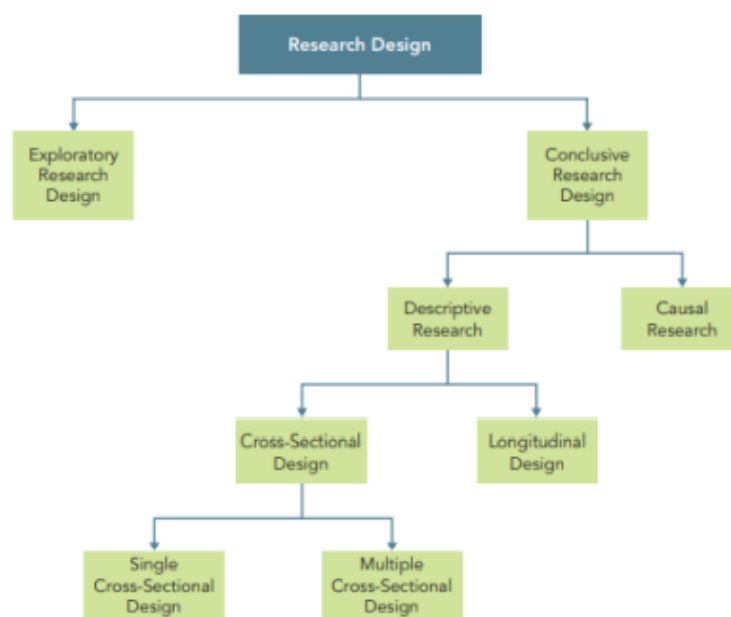 Research Design
Exploratory
Research
Design
Conclusive
Research
Design
Descriptive
Research
Causal
Research
Cross-Sectional
Design
Longitudinal
Design
Single
Cross-Sectional
Design
Multiple
Cross-Sectional
Design